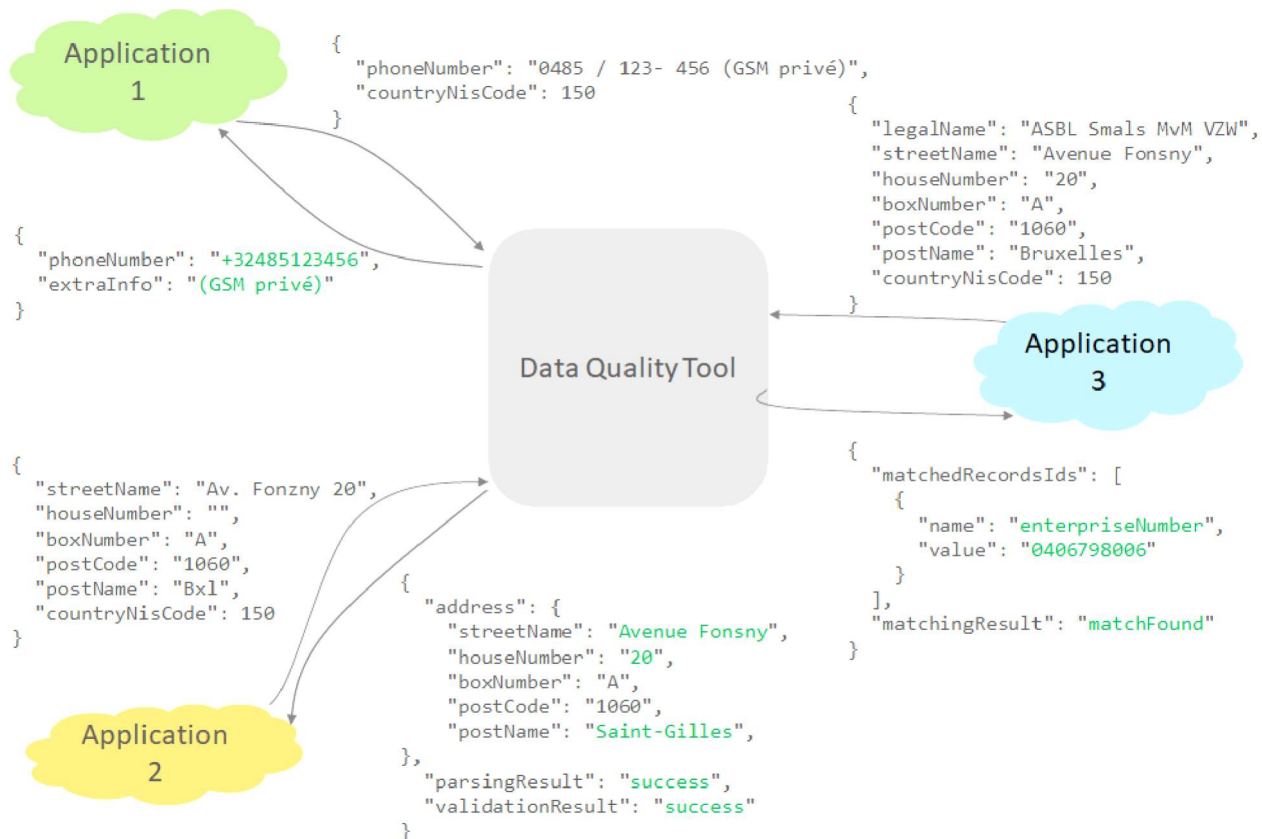 Application
1
{
  "phoneNumber": "0485 / 123- 456 (GSM privé)",
  "countryNisCode": 150
}
{
  "phoneNumber": "+32485123456",
  "extraInfo": "(GSM privé)"
}
{
  "legalName": "ASBL Smals MvM VZW",
  "streetName": "Avenue Fonsny",
  "houseNumber": "20",
  "boxNumber": "A",
  "postCode": "1060",
  "postName": "Bruxelles",
  "countryNisCode": 150
}
Data Quality Tool
Application
3
{
  "streetName": "Av. Fonzny 20",
  "houseNumber": "",
  "boxNumber": "A",
  "postCode": "1060",
  "postName": "Bxl",
  "countryNisCode": 150
}
Application
2
{
  "address": {
    "streetName": "Avenue Fonsny",
    "houseNumber": "20",
    "boxNumber": "A",
    "postCode": "1060",
    "postName": "Saint-Gilles",
},
  "parsingResult": "success",
  "validationResult": "success"
}
{
  "matchedRecordsIds": [
    {
      "name": "enterpriseNumber",
      "value": "0406798006"
    }
  ],
  "matchingResult": "matchFound"
}